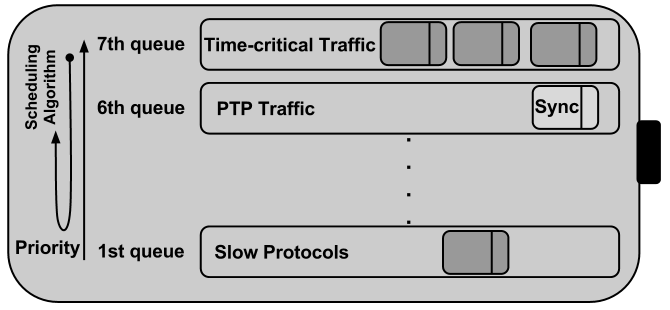 Scheduling
Algorithm
7th queue
Time-critical Traffic
6th queue
PTP Traffic
Sync
Priority
1st queue
Slow Protocols